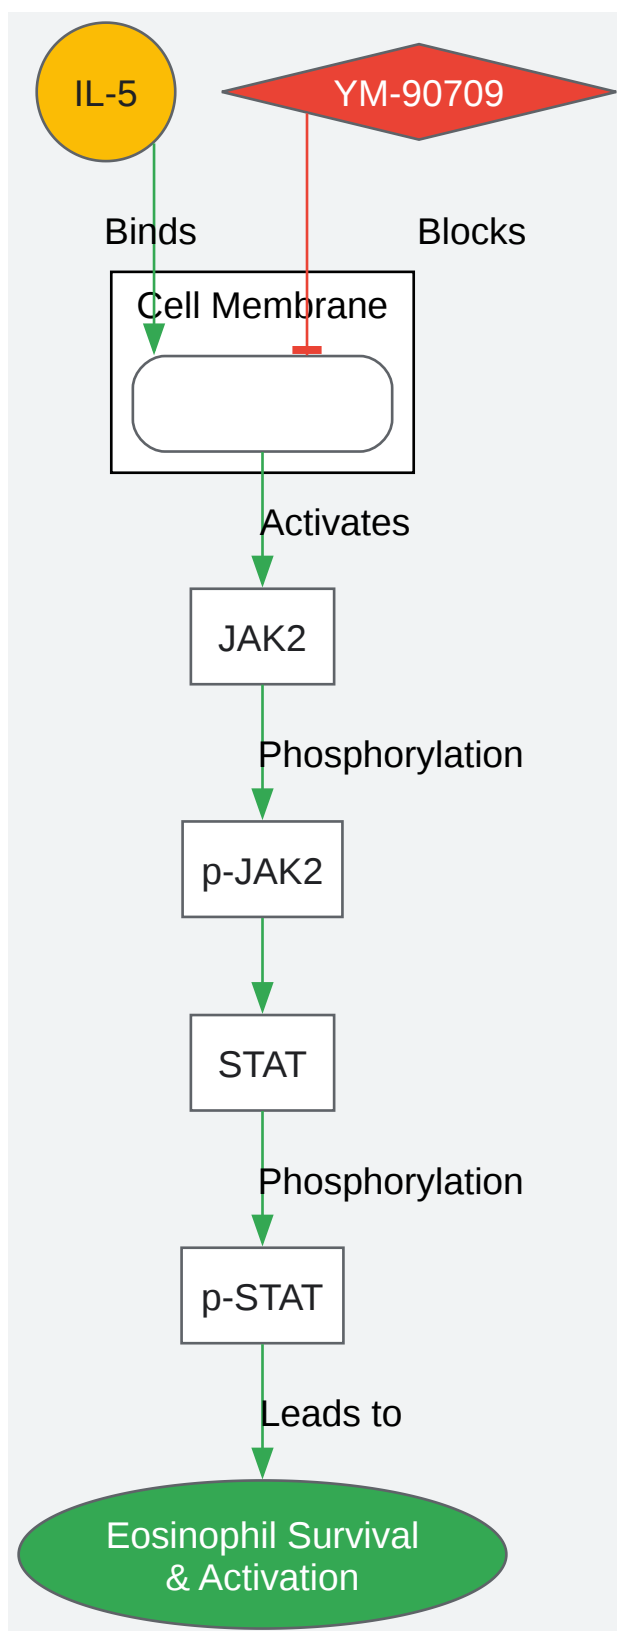 IL-5
YM-90709
Binds
Blocks
Cell Membrane
Activates
JAK2
Phosphorylation
p-JAK2
STAT
Phosphorylation
p-STAT
Leads to
Eosinophil Survival
& Activation